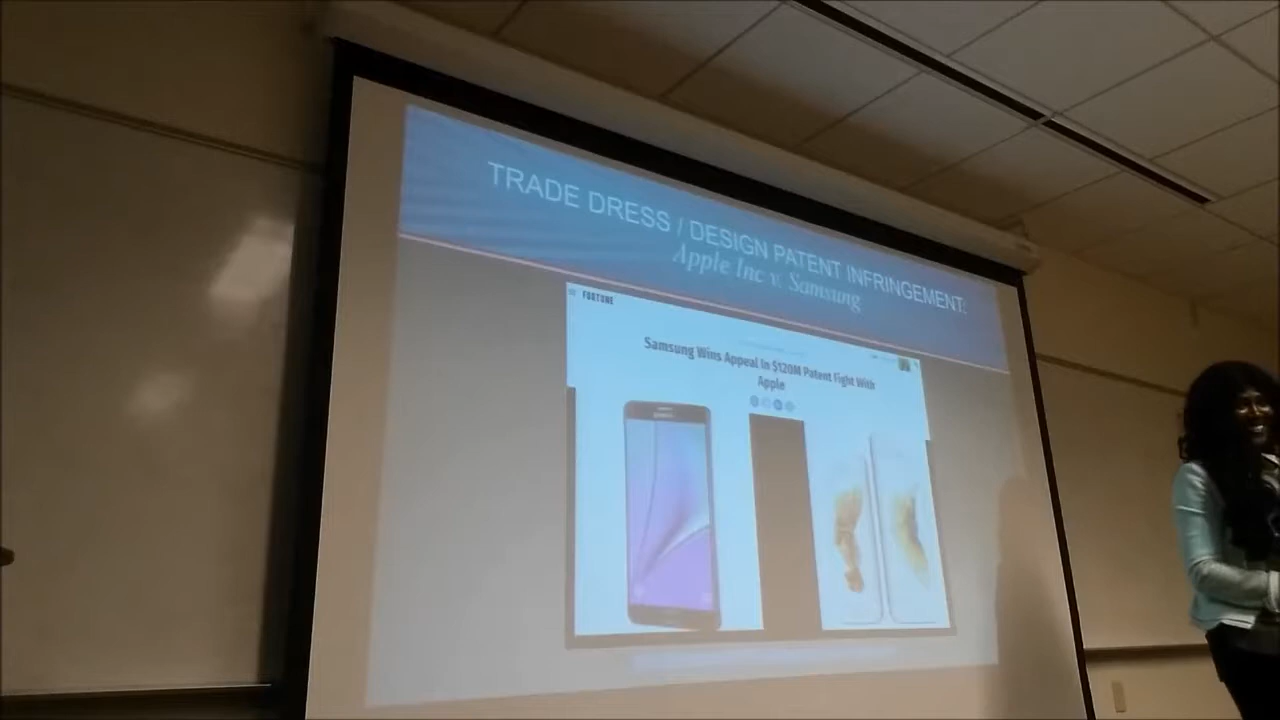 TRADE DRESS / DESIGN PATENT INFRINGEMENT:
Apple Inc v. Samsung
FORTUNE
Samsung Wins Appeal In $120M Patent Fight With
Apple